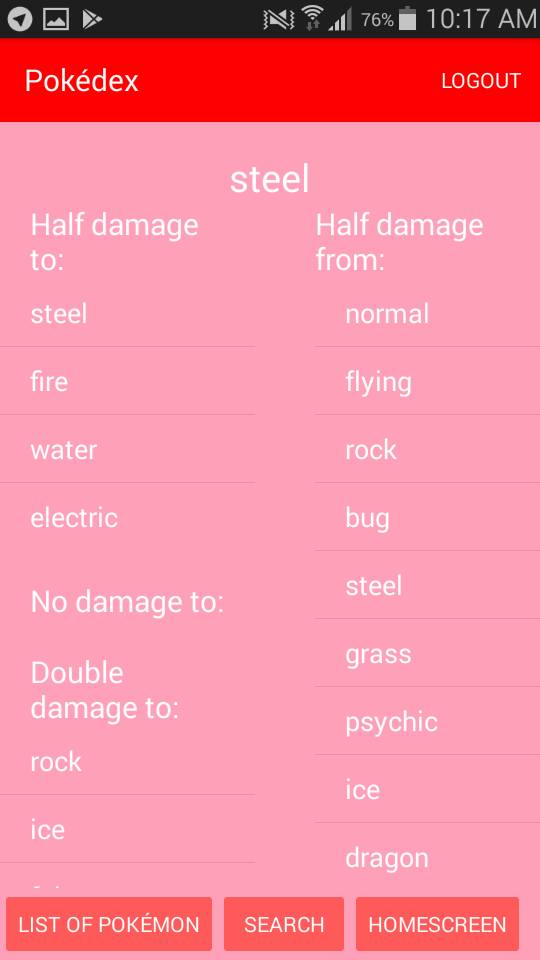 76% 10:17 AM
Pokédex LOGOUT
steel
Half damage
to:
steel
fire
water
electric
No damage to:
Double
damage to:
rock
ice
Half damage
from:
normal
flying
rock
bug
steel
grass
psychic
ice
dragon
LIST OF POKÉMON SEARCH HOMESCREEN